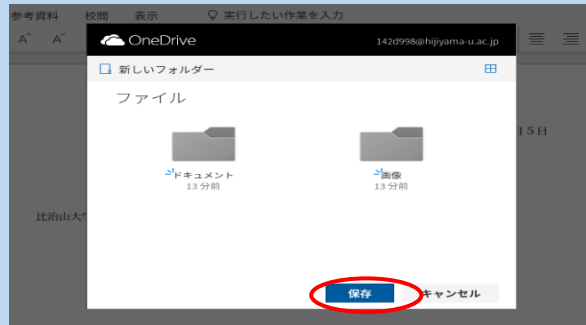 参考資料 校閲 表示 実行したい作業を入力
A^ A˅
OneDrive 142d998@hijiyama-u.ac.jp
新しいフォルダー
ファイル
月5日
ドキュメント 画像
13 分前 13 分前
比治山大
保存 キャンセル